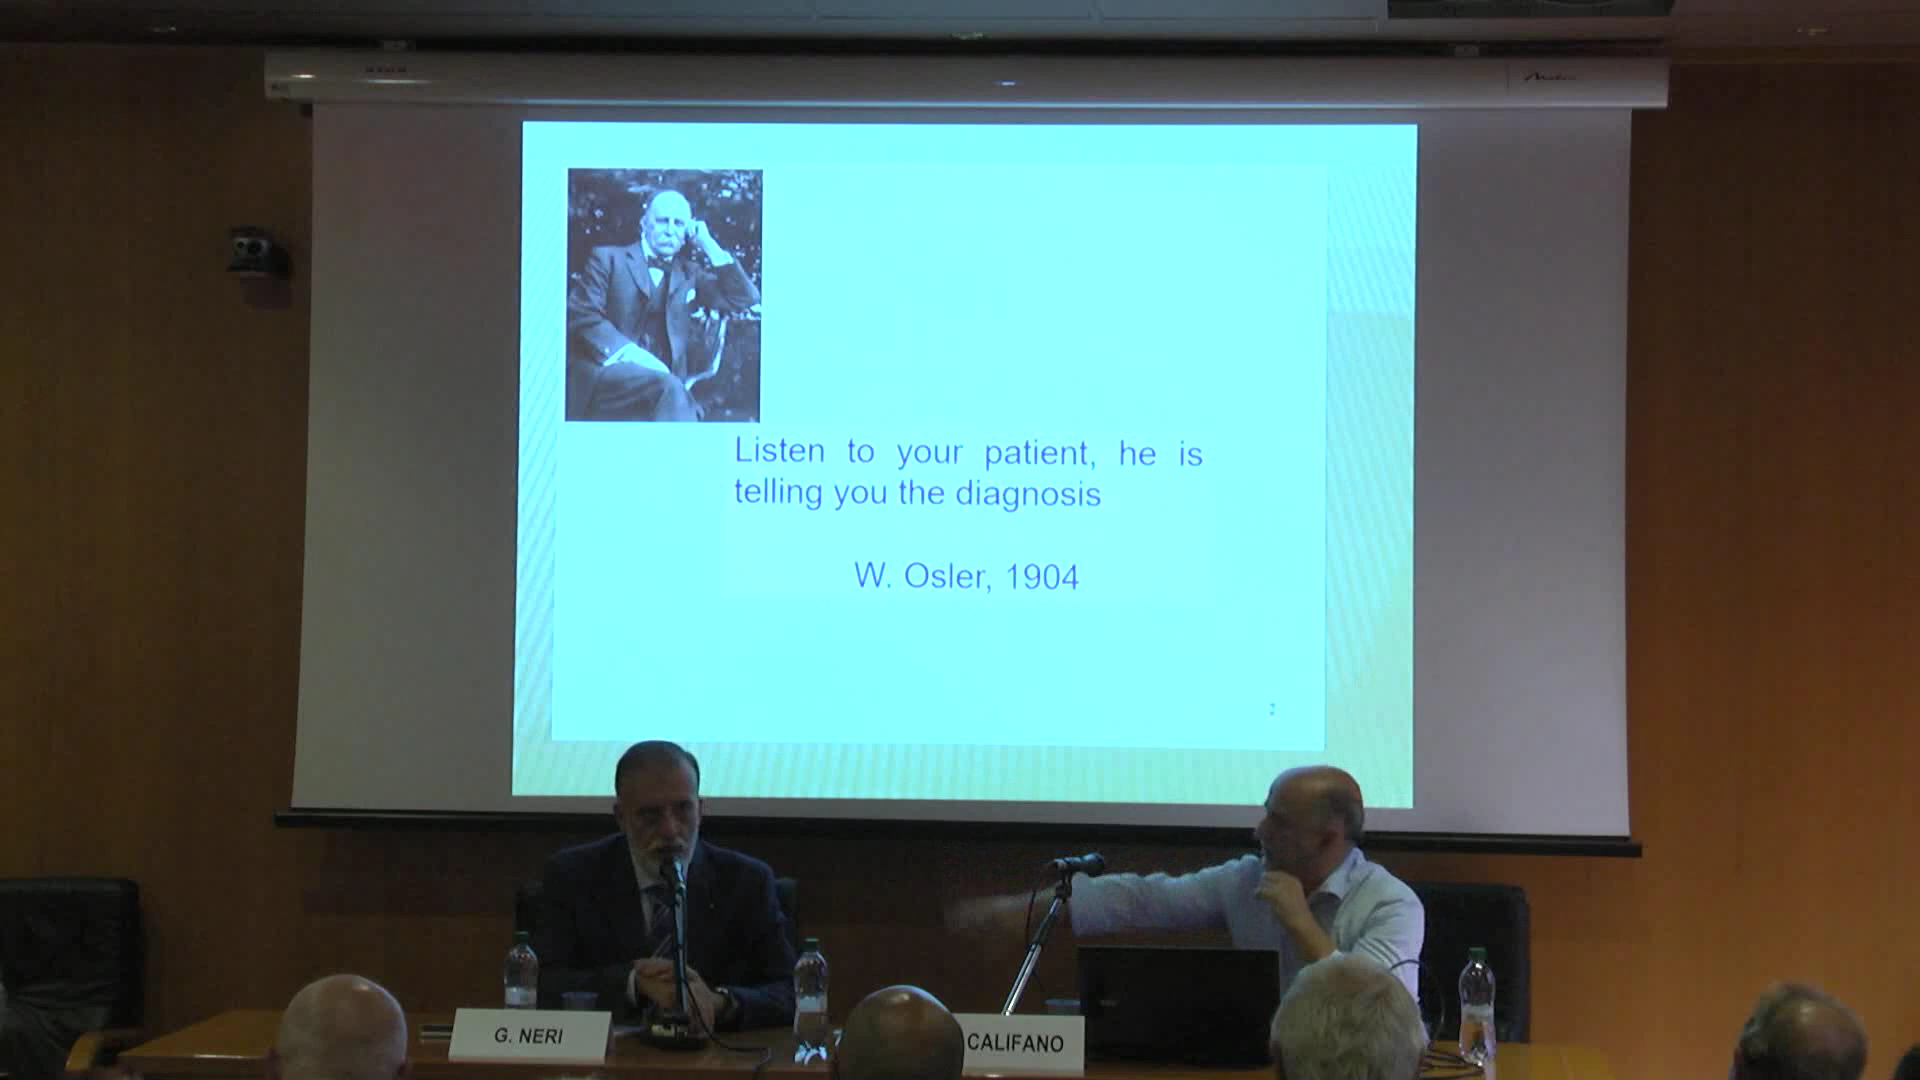 Listen to your patient, he is
telling you the diagnosis
W. Osler, 1904
G. NERI
CALIFANO